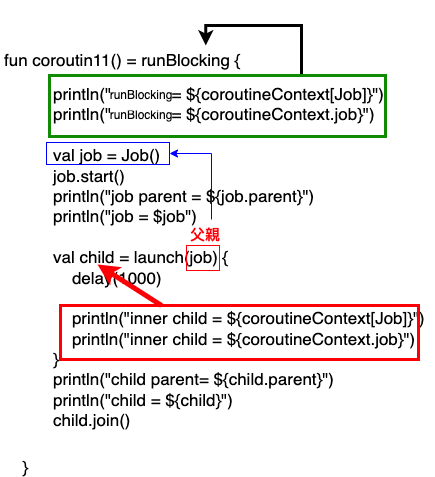 fun coroutin11() = runBlocking {
println("runBlocking= ${coroutineContext[Job]}")
println("runBlocking= ${coroutineContext.job}")
val job = Job()
job.start()
println("job parent = ${job.parent}")
println("job = $job")
父親
val child = launch(job) {
delay(1000)
println("inner child = ${coroutineContext[Job]}")
println("inner child = ${coroutineContext.job}")
}
println("child parent= ${child.parent}")
println("child = ${child}")
child.join()
}